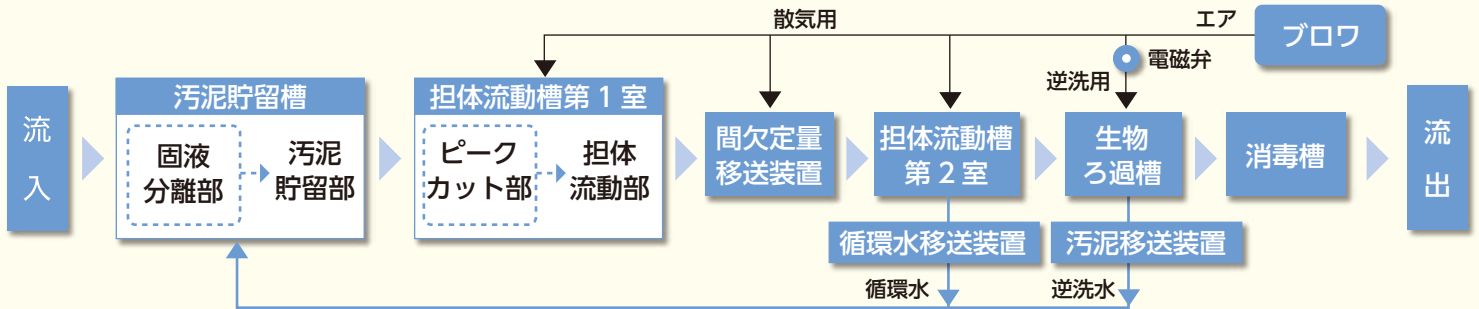 散気用
エア
ブロワ
電磁弁
逆洗用
流
入
汚泥貯留槽
固液
分離部
汚泥
貯留部
担体流動槽第1室
ピーク
カット部
担体
流動部
間欠定量
移送装置
担体流動槽
第2室
生物
ろ過槽
消毒槽
流
出
循環水移送装置
汚泥移送装置
循環水
逆洗水